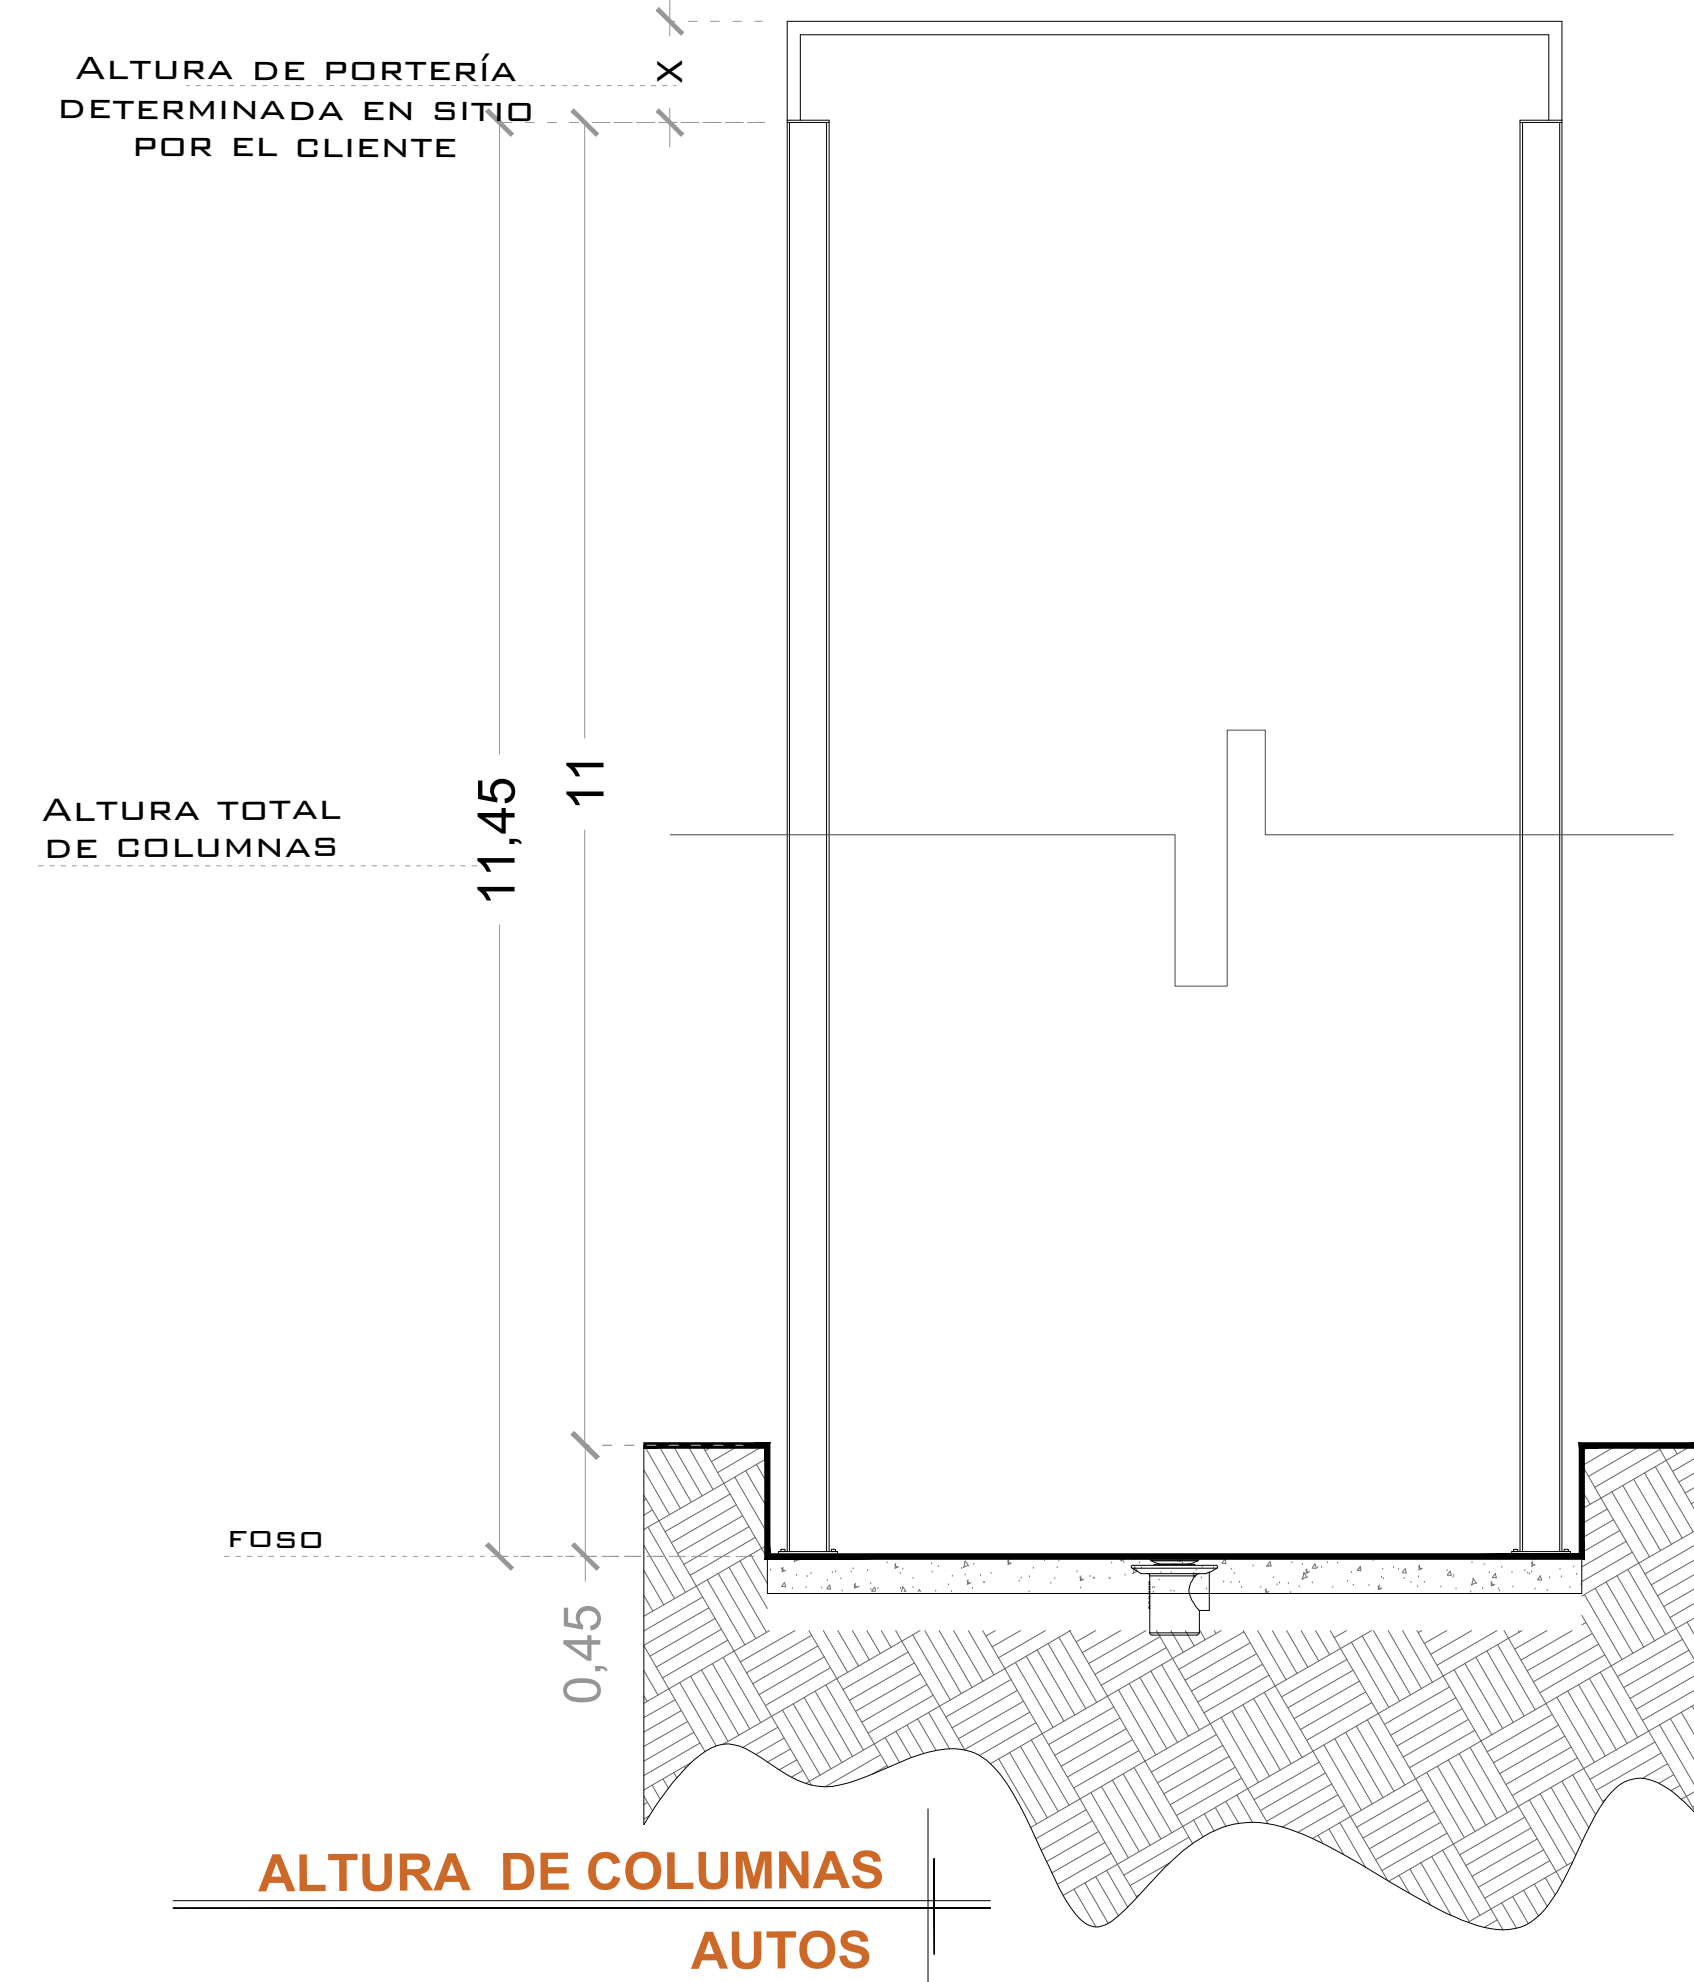 ALTURA DE PORTERÍA
DETERMINADA EN SITIO
POR EL CLIENTE
X
11,45
11
ALTURA TOTAL
DE COLUMNAS
FOSO
0,45
ALTURA DE COLUMNAS
AUTOS